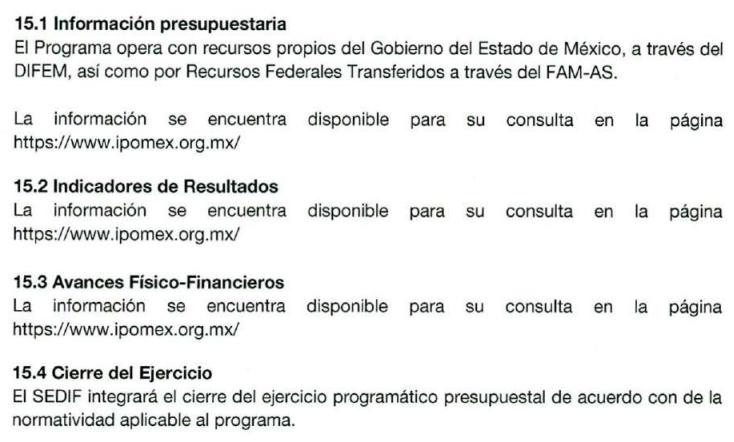 15.1 Información presupuestaria
El Programa opera con recursos propios del Gobierno del Estado de México, a través del
DIFEM, así como por Recursos Federales Transferidos a través del FAM-AS.
La información se encuentra disponible para su consulta en la página
https://www.ipomex.org.mx/
15.2 Indicadores de Resultados
La información se encuentra disponible para su consulta en la página
https://www.ipomex.org.mx/
15.3 Avances Físico-Financieros
La información se encuentra disponible para su consulta en la página
https://www.ipomex.org.mx/
15.4 Cierre del Ejercicio
El SEDIF integrará el cierre del ejercicio programático presupuestal de acuerdo con de la
normatividad aplicable al programa.